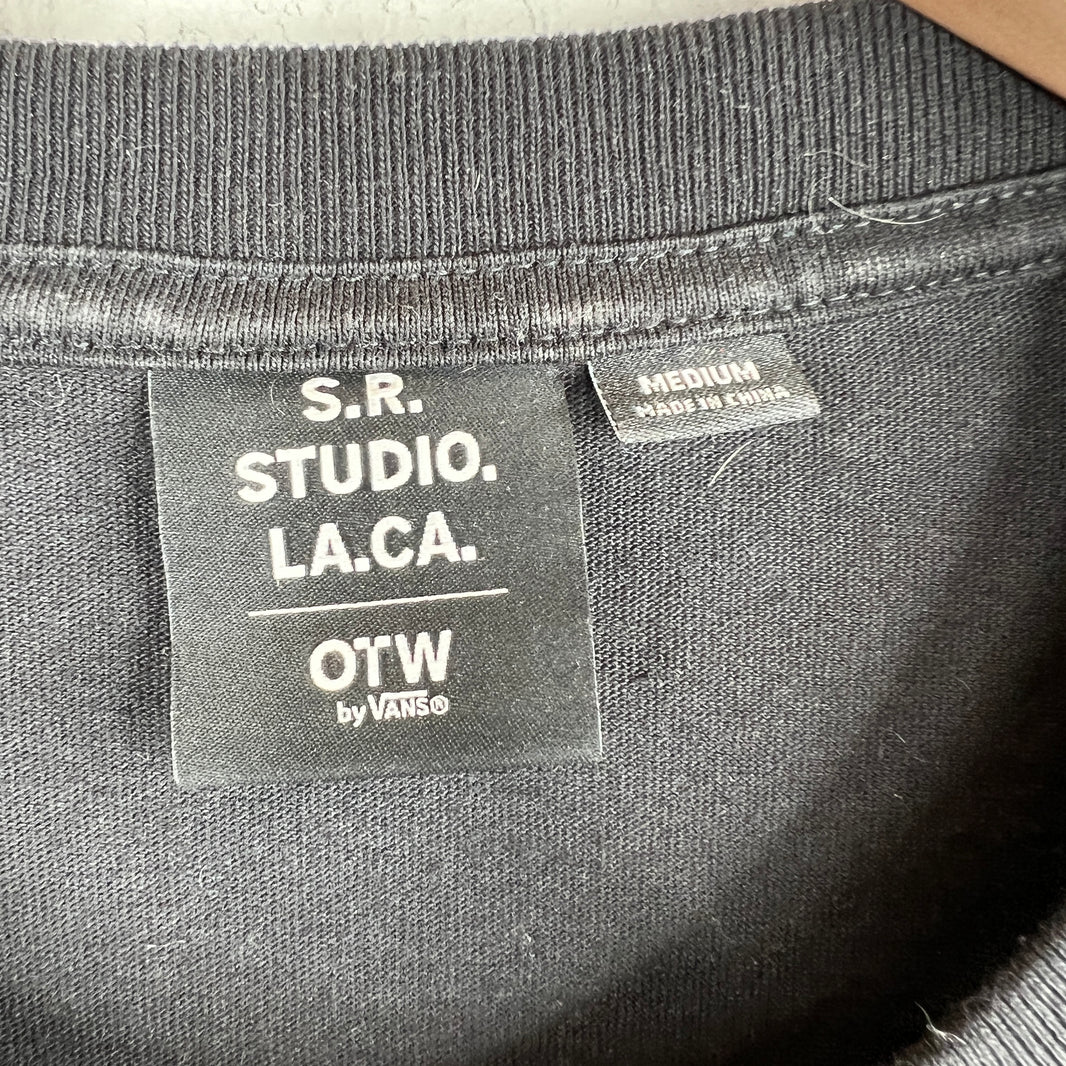 S.R.
STUDIO.
LA.CA.
OTW
by VANS®
MEDIUM
MADE IN CHINA